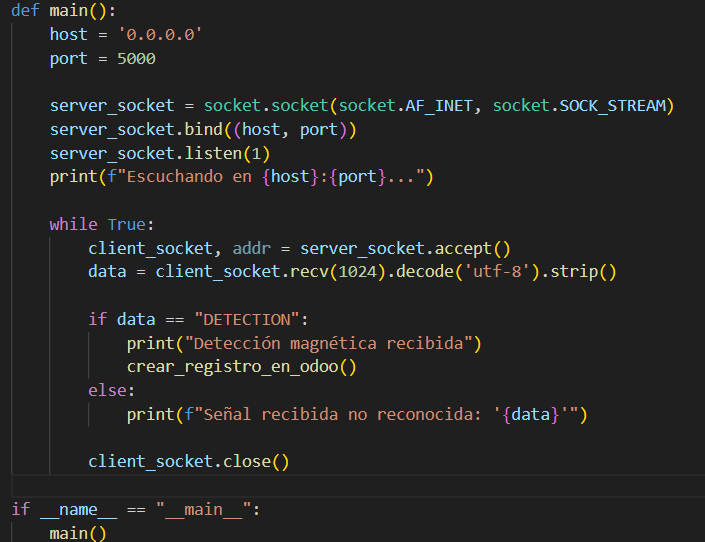 def main():
    host = '0.0.0.0'
    port = 5000
    server_socket = socket.socket(socket.AF_INET, socket.SOCK_STREAM)
    server_socket.bind((host, port))
    server_socket.listen(1)
    print(f"Escuchando en {host}:{port}...")
    while True:
        client_socket, addr = server_socket.accept()
        data = client_socket.recv(1024).decode('utf-8').strip()
        if data == "DETECTION":
            print("Detección magnética recibida")
            crear_registro_en_odoo()
        else:
            print(f"Señal recibida no reconocida: '{data}'")
        client_socket.close()
if __name__ == "__main__":
    main()